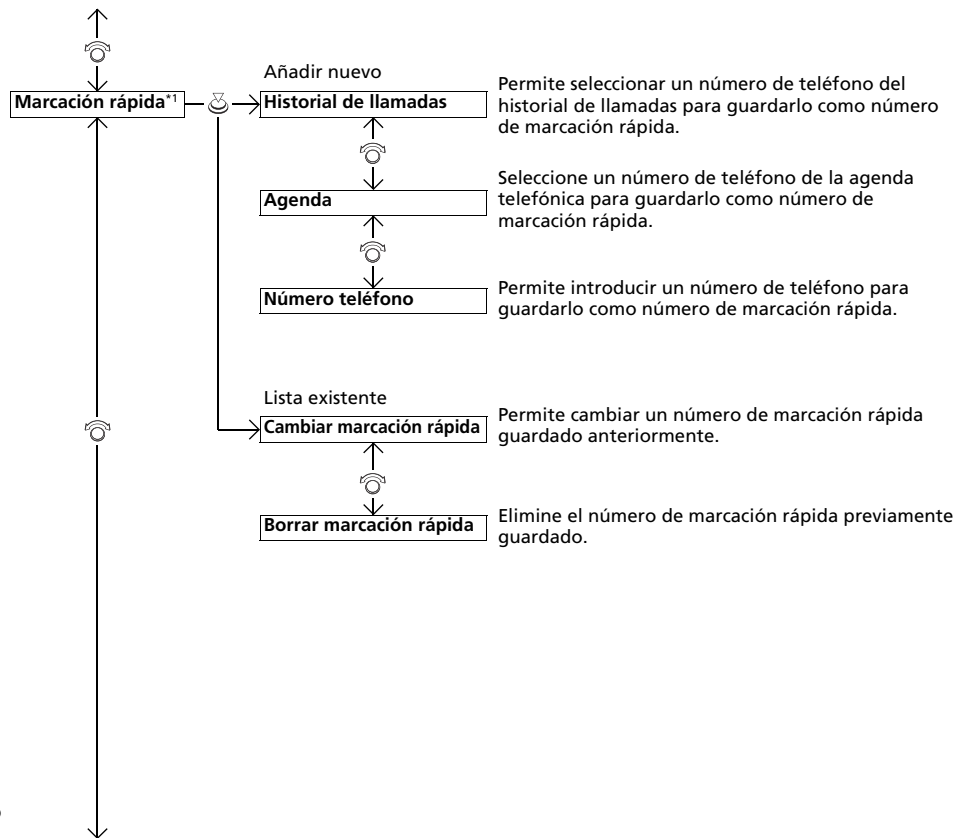 Marcación rápida*1
Añadir nuevo
Historial de llamadas
Permite seleccionar un número de teléfono del
historial de llamadas para guardarlo como número
de marcación rápida.
Agenda
Seleccione un número de teléfono de la agenda
telefónica para guardarlo como número de
marcación rápida.
Número teléfono
Permite introducir un número de teléfono para
guardarlo como número de marcación rápida.
Lista existente
Cambiar marcación rápida
Permite cambiar un número de marcación rápida
guardado anteriormente.
Borrar marcación rápida
Elimine el número de marcación rápida previamente
guardado.